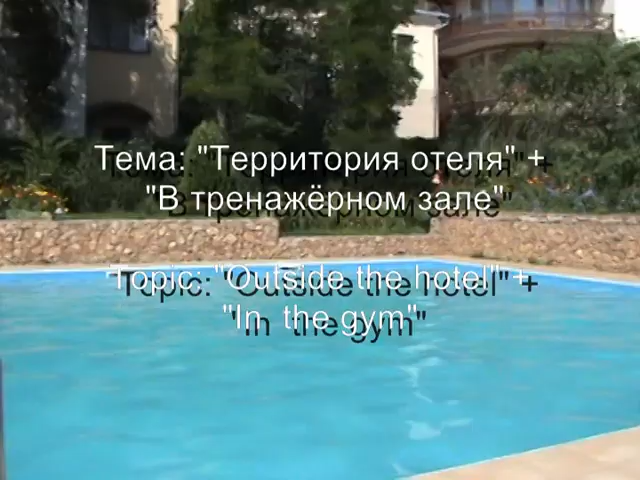 Тема: "Территория отеля" +
"В тренажёрном зале"
Topic: "Outside the hotel" +
"In the gym"